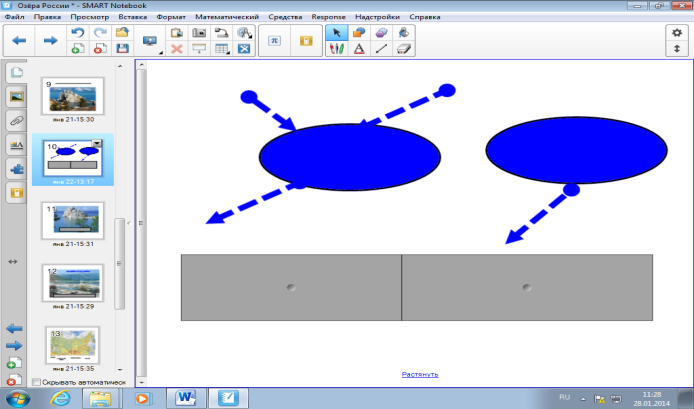 Озёра России * - SMART Notebook
Файл Правка Просмотр Вставка Формат Математический Средства Response Надстройки Справка
9
янв 21-15:30
10
янв 22-13:17
11
янв 21-15:31
12
янв 21-15:29
13
янв 21-15:35
Скрывать автоматическ
Растянуть
RU
11:28
28.01.2014